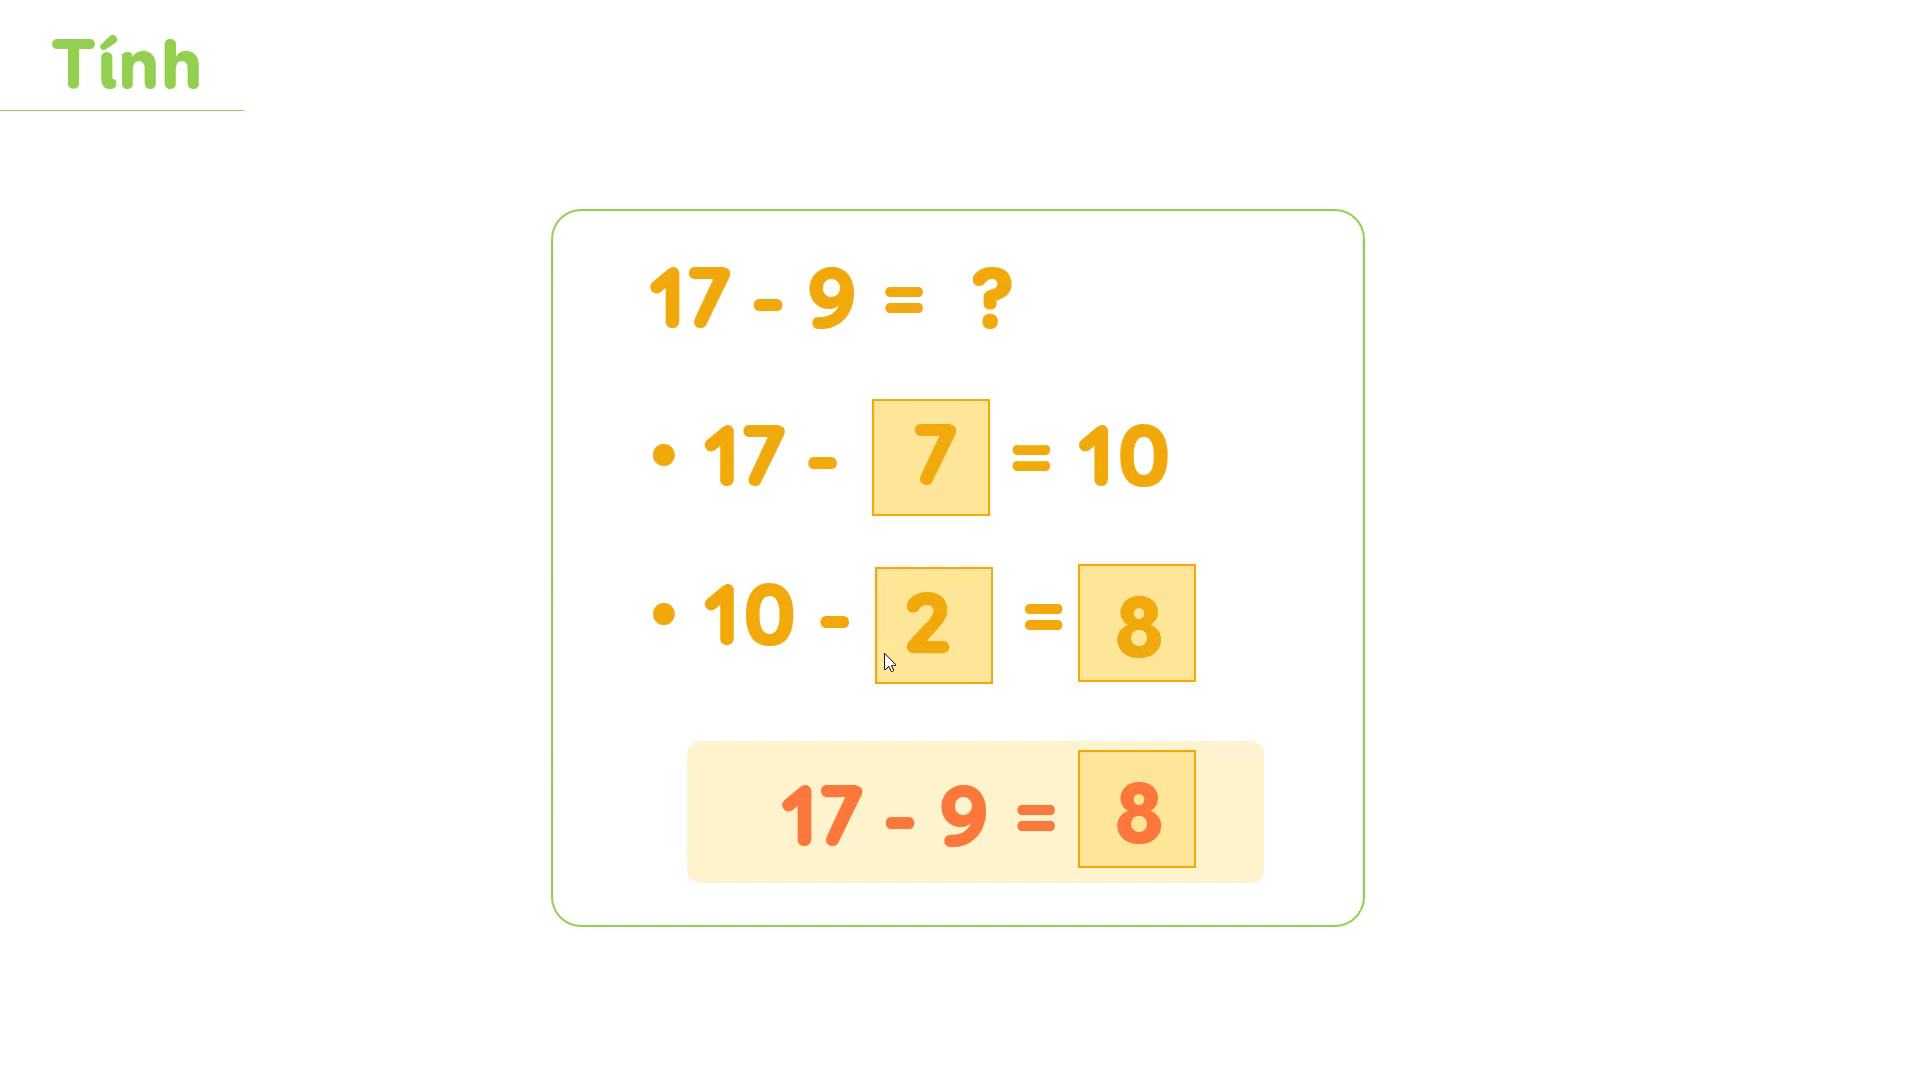 Tính
17 - 9 = ?
• 17 - 7 = 10
• 10 - 2 = 8
17 - 9 = 8